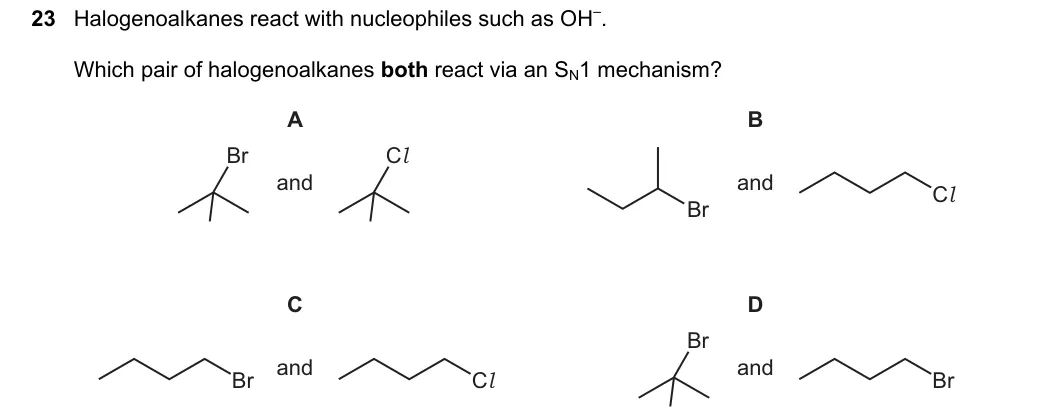 23 Halogenoalkanes react with nucleophiles such as OH⁻.
Which pair of halogenoalkanes both react via an SN1 mechanism?
A
Br and Cl
B
Br and Cl
C
Br and Cl
D
Br and Br